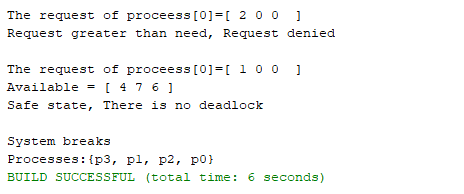 The request of proceess[0]=[ 2 0 0  ]
Request greater than need, Request denied

The request of proceess[0]=[ 1 0 0  ]
Available = [ 4 7 6 ]
Safe state, There is no deadlock

System breaks
Processes:{p3, p1, p2, p0}
BUILD SUCCESSFUL (total time: 6 seconds)